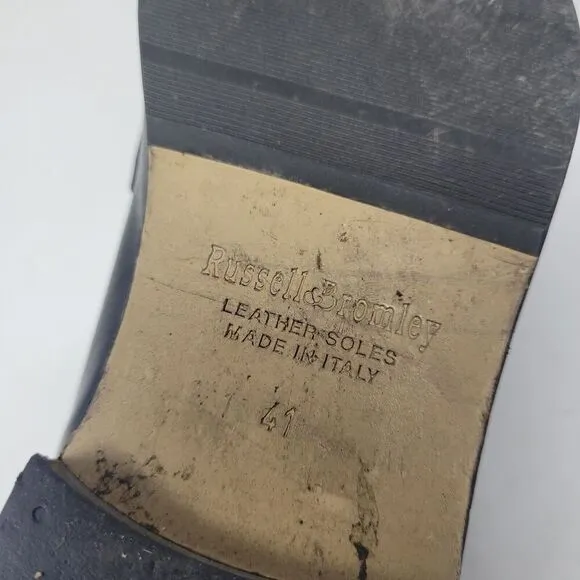 Russell & Bromley
LEATHER SOLES
MADE IN ITALY
41